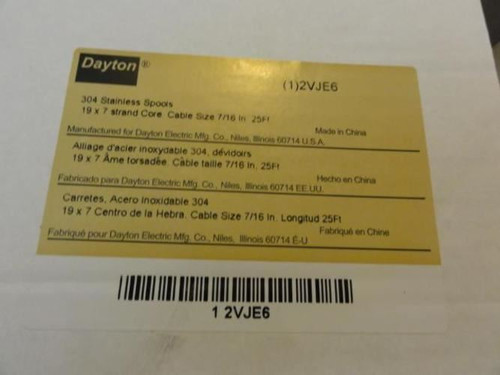 Dayton®
(1)2VJE6
304 Stainless Spools
19 x 7 strand Core. Cable Size 7/16 In. 25Ft
Manufactured for Dayton Electric Mfg. Co., Niles, Illinois 60714 U.S.A. Made in China
Alliage d'acier inoxydable 304, dévidoirs
19 x 7 Âme torsadée. Cable taille 7/16 In. 25Ft
Fabricado para Dayton Electric Mfg. Co., Niles, Illinois 60714 EE.UU. Hecho en China
Carretes, Acero Inoxidable 304
19 x 7 Centro de la Hebra. Cable Size 7/16 In. Longitud 25Ft
Fabriqué pour Dayton Electric Mfg. Co., Niles, Illinois 60714 É-U Fabriqué en Chine
1 2VJE6